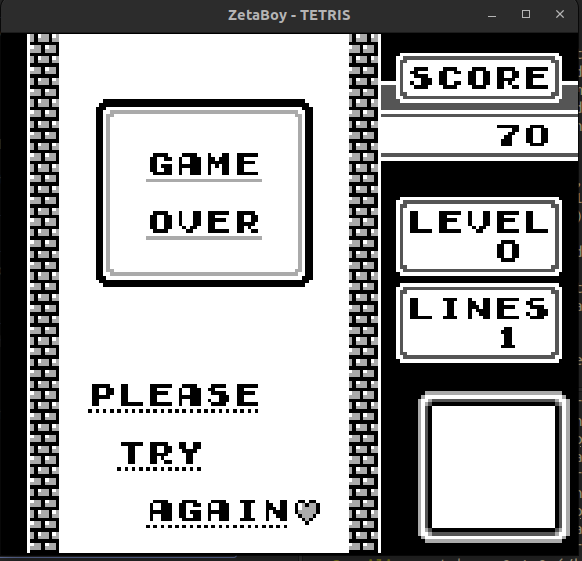 ZetaBoy - TETRIS
GAME
OVER
PLEASE
TRY
AGAIN♥
SCORE
70
LEVEL
0
LINES
1